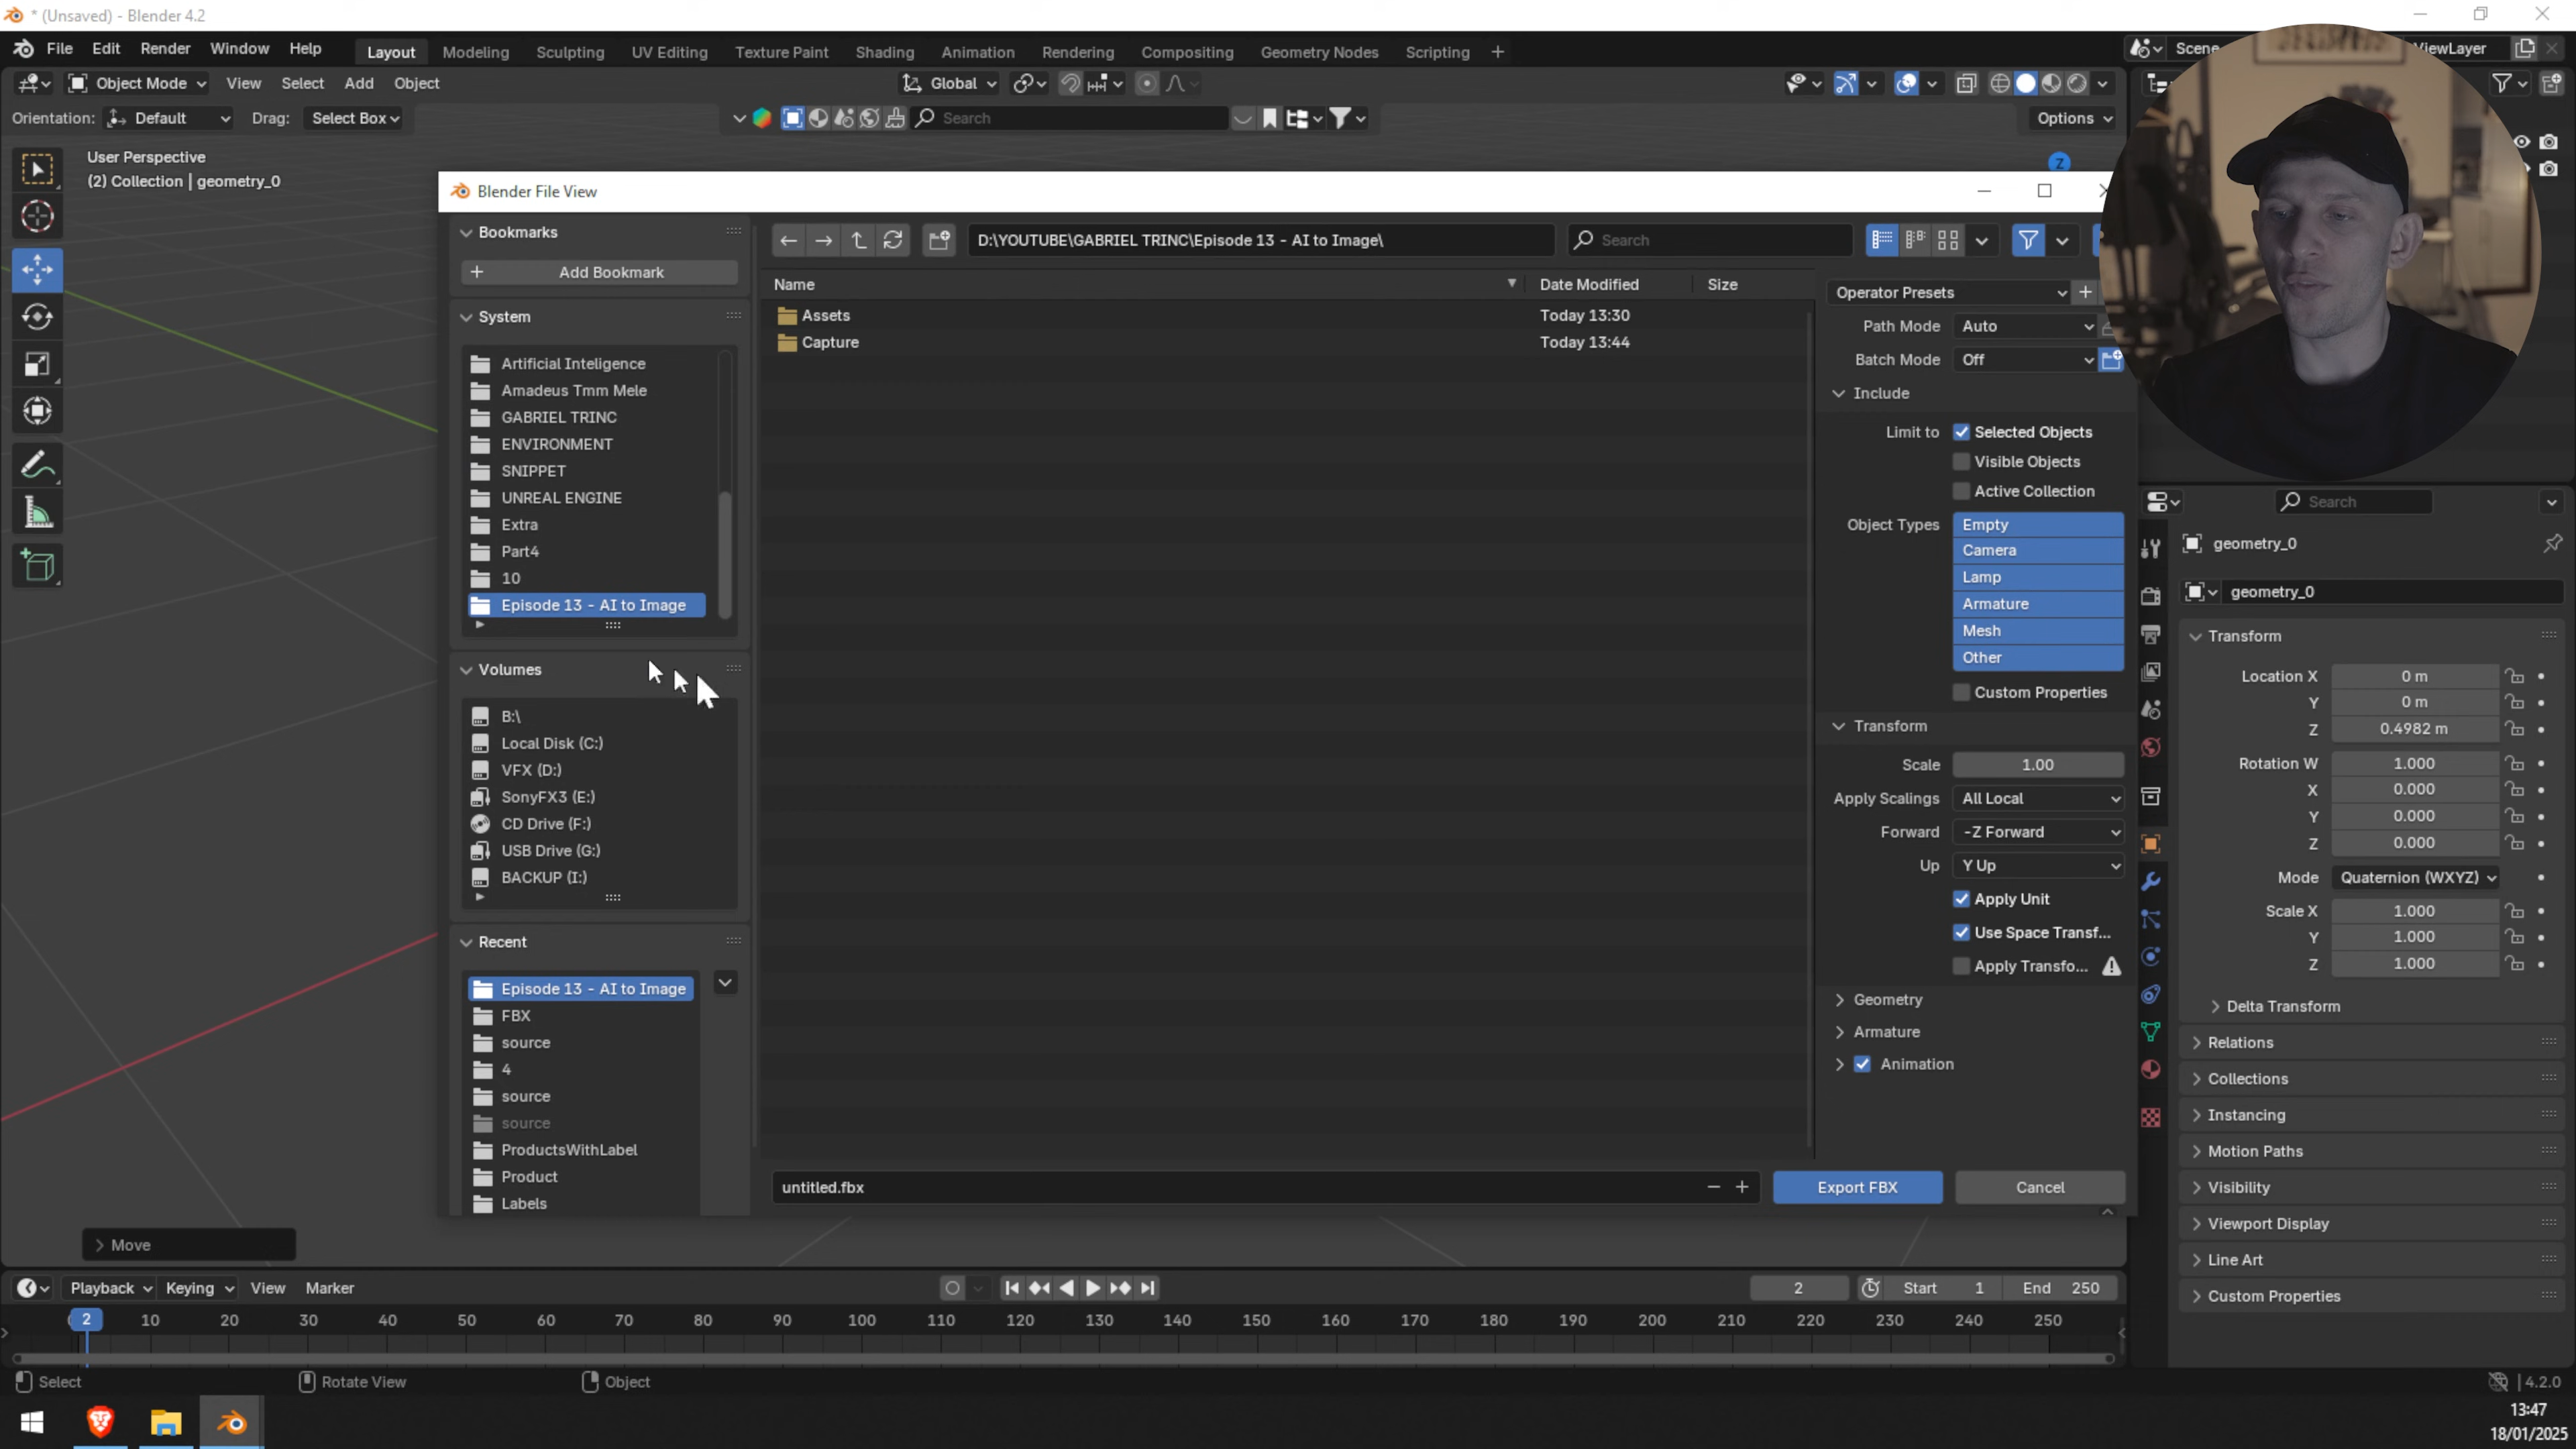 * (Unsaved) - Blender 4.2
File Edit Render Window Help
Layout Modeling Sculpting UV Editing Texture Paint Shading Animation Rendering Compositing Geometry Nodes Scripting +
Scene
ViewLayer
Object Mode View Select Add Object
Global
Orientation: Default Drag: Select Box
Search
Options
User Perspective
(2) Collection | geometry_0
Z
Blender File View
Bookmarks
Add Bookmark
System
Artificial Inteligence
Amadeus Tmm Mele
GABRIEL TRINC
ENVIRONMENT
SNIPPET
UNREAL ENGINE
Extra
Part4
10
Episode 13 - AI to Image
Volumes
B:\
Local Disk (C:)
VFX (D:)
SonyFX3 (E:)
CD Drive (F:)
USB Drive (G:)
BACKUP (I:)
Recent
Episode 13 - AI to Image
FBX
source
4
source
source
ProductsWithLabel
Product
Labels
D:\YOUTUBE\GABRIEL TRINC\Episode 13 - AI to Image\
Search
Name Date Modified Size
Assets Today 13:30
Capture Today 13:44
untitled.fbx
Export FBX
Cancel
Operator Presets
Path Mode Auto
Batch Mode Off
Include
Limit to Selected Objects
Visible Objects
Active Collection
Object Types Empty
Camera
Lamp
Armature
Mesh
Other
Custom Properties
Transform
Scale 1.00
Apply Scalings All Local
Forward -Z Forward
Up Y Up
Apply Unit
Use Space Transf...
Apply Transfo...
Geometry
Armature
Animation
Search
geometry_0
geometry_0
Transform
Location X 0 m
Y 0 m
Z 0.4982 m
Rotation W 1.000
X 0.000
Y 0.000
Z 0.000
Mode Quaternion (WXYZ)
Scale X 1.000
Y 1.000
Z 1.000
Delta Transform
Relations
Collections
Instancing
Motion Paths
Visibility
Viewport Display
Line Art
Custom Properties
Move
Playback Keying View Marker
2 Start 1 End 250
2 10 20 30 40 50 60 70 80 90 100 110 120 130 140 150 160 170 180 190 200 210 220 230 240 250
Select Rotate View Object
4.2.0
13:47
18/01/2025